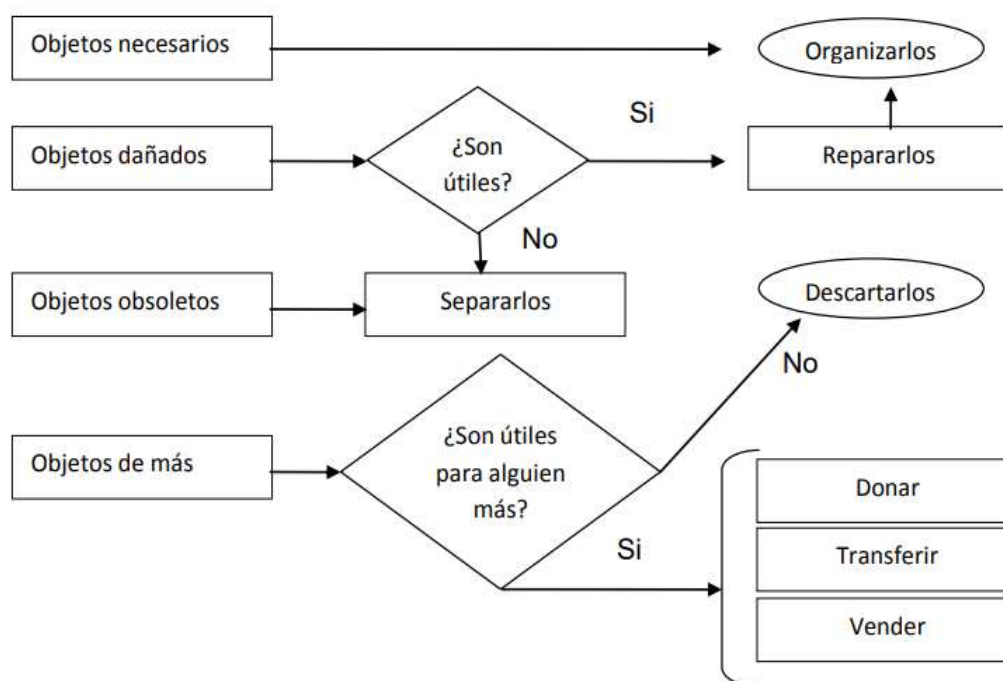 Objetos necesarios
Organizarlos
Objetos dañados
¿Son
útiles?
Si
Repararlos
No
Objetos obsoletos
Separarlos
Descartarlos
No
Objetos de más
¿Son útiles
para alguien
más?
Si
Donar
Transferir
Vender